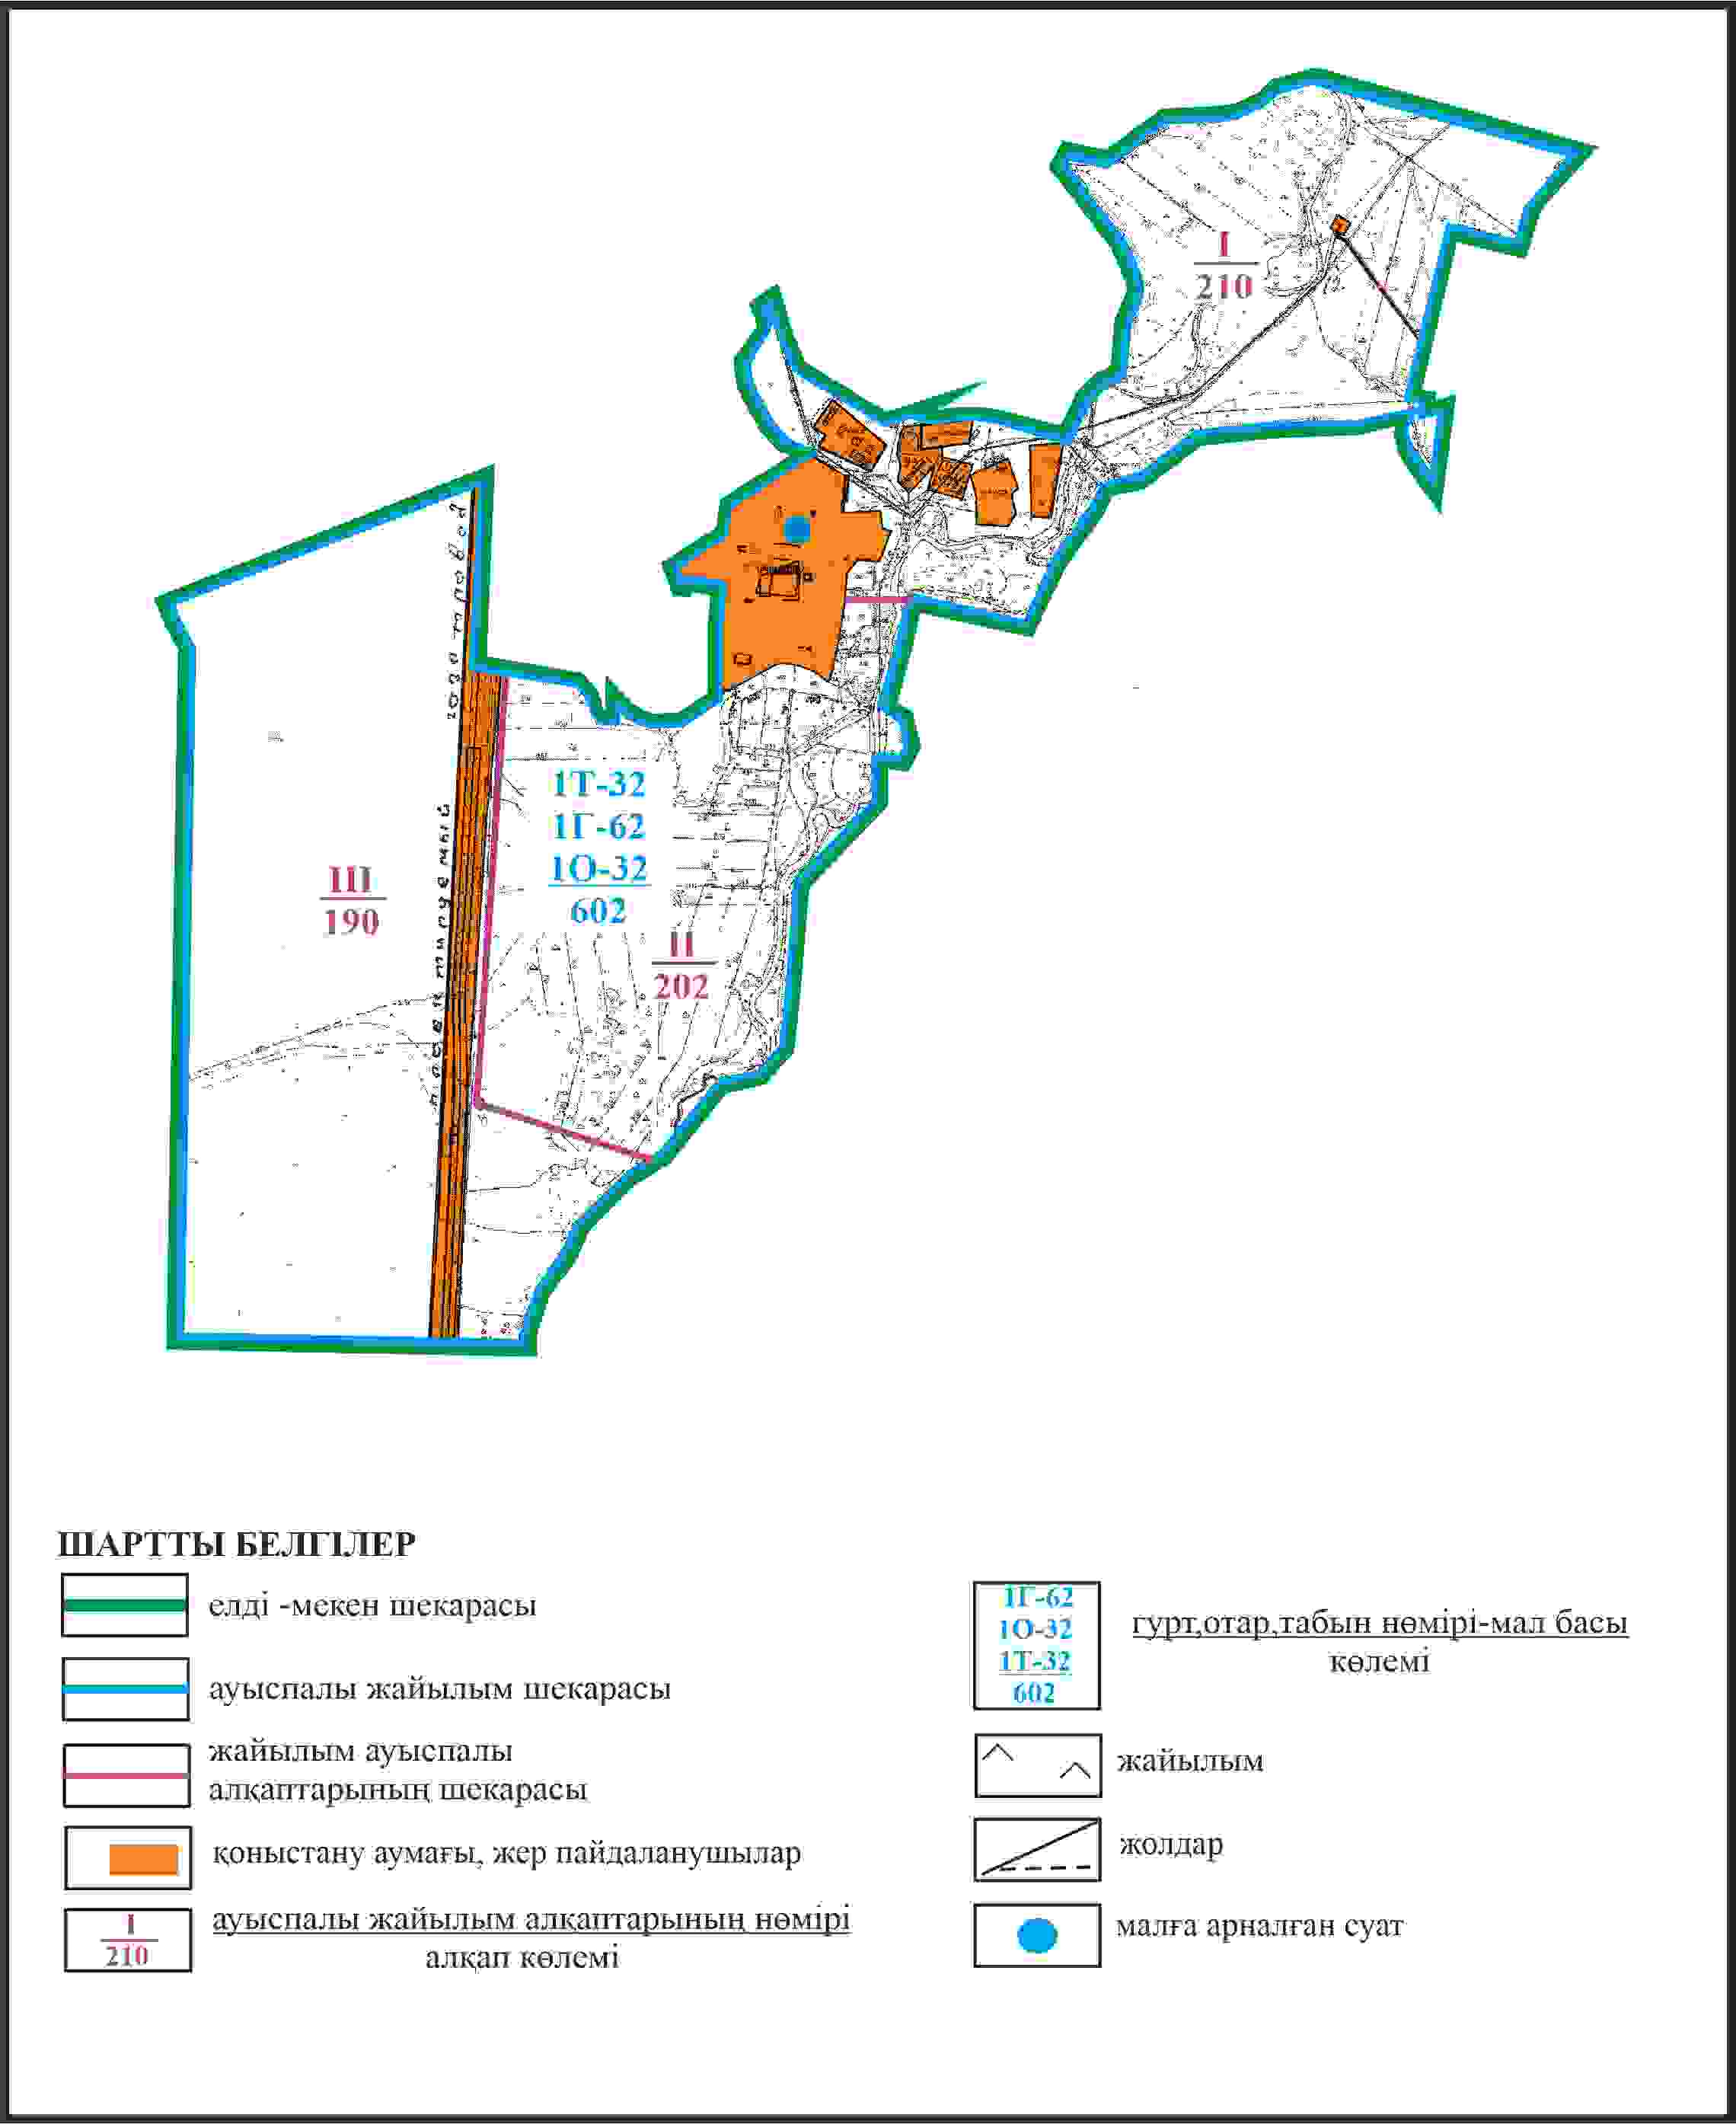 I
210
1Т-32
1Г-62
1О-32
602
III
190
II
202
ШАРТТЫ БЕЛГІЛЕР
елді -мекен шекарасы
ауыспалы жайылым шекарасы
жайылым ауыспалы
алқаптарының шекарасы
қоныстану аумағы, жер пайдаланушылар
I
210
ауыспалы жайылым алқаптарының нөмірі
алқап көлемі
1Г-62
1О-32
1Т-32
602
гурт,отар,табын нөмірі-мал басы
көлемі
жайылым
жолдар
малға арналған суат